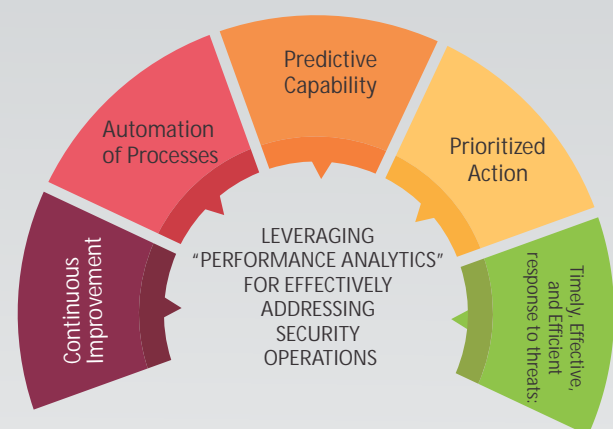 Continuous
Improvement
Automation
of Processes
Predictive
Capability
Prioritized
Action
Timely, Effective,
and Efficient
response to threats:
LEVERAGING
“PERFORMANCE ANALYTICS”
FOR EFFECTIVELY
ADDRESSING
SECURITY
OPERATIONS